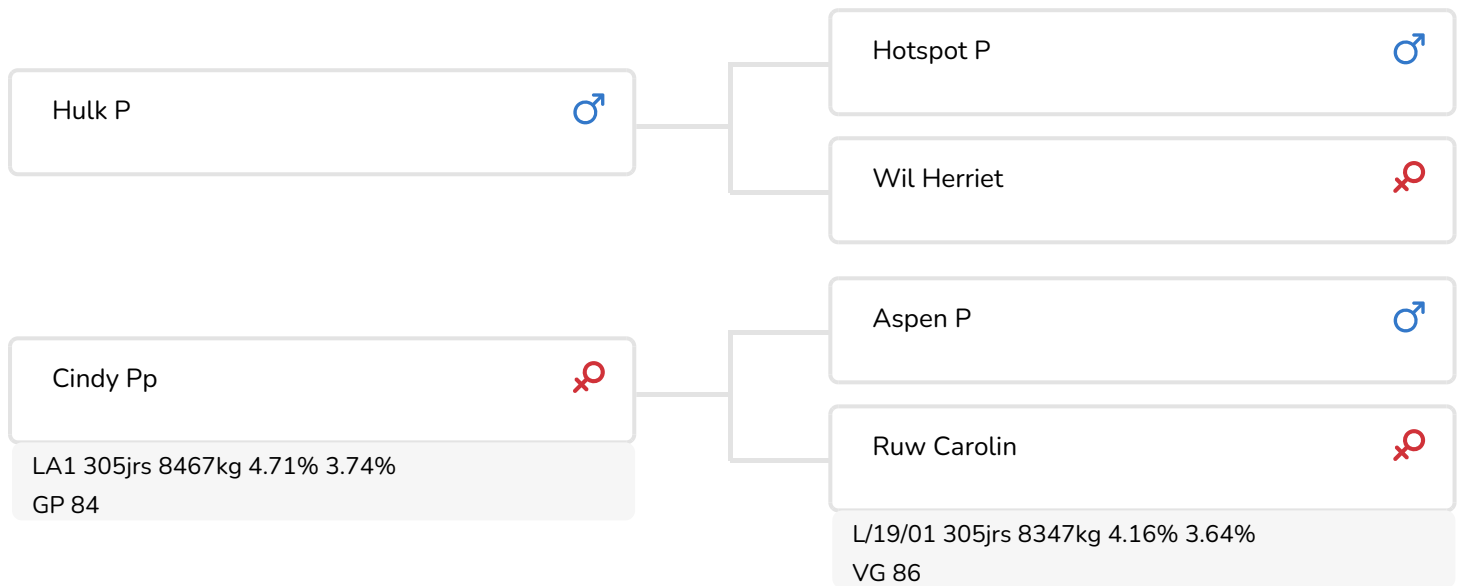 Hulk P
Hotspot P
Wil Herriet
Cindy Pp
LA1 305jrs 8467kg 4.71% 3.74%
GP 84
Aspen P
Ruw Carolin
L/19/01 305jrs 8347kg 4.16% 3.64%
VG 86